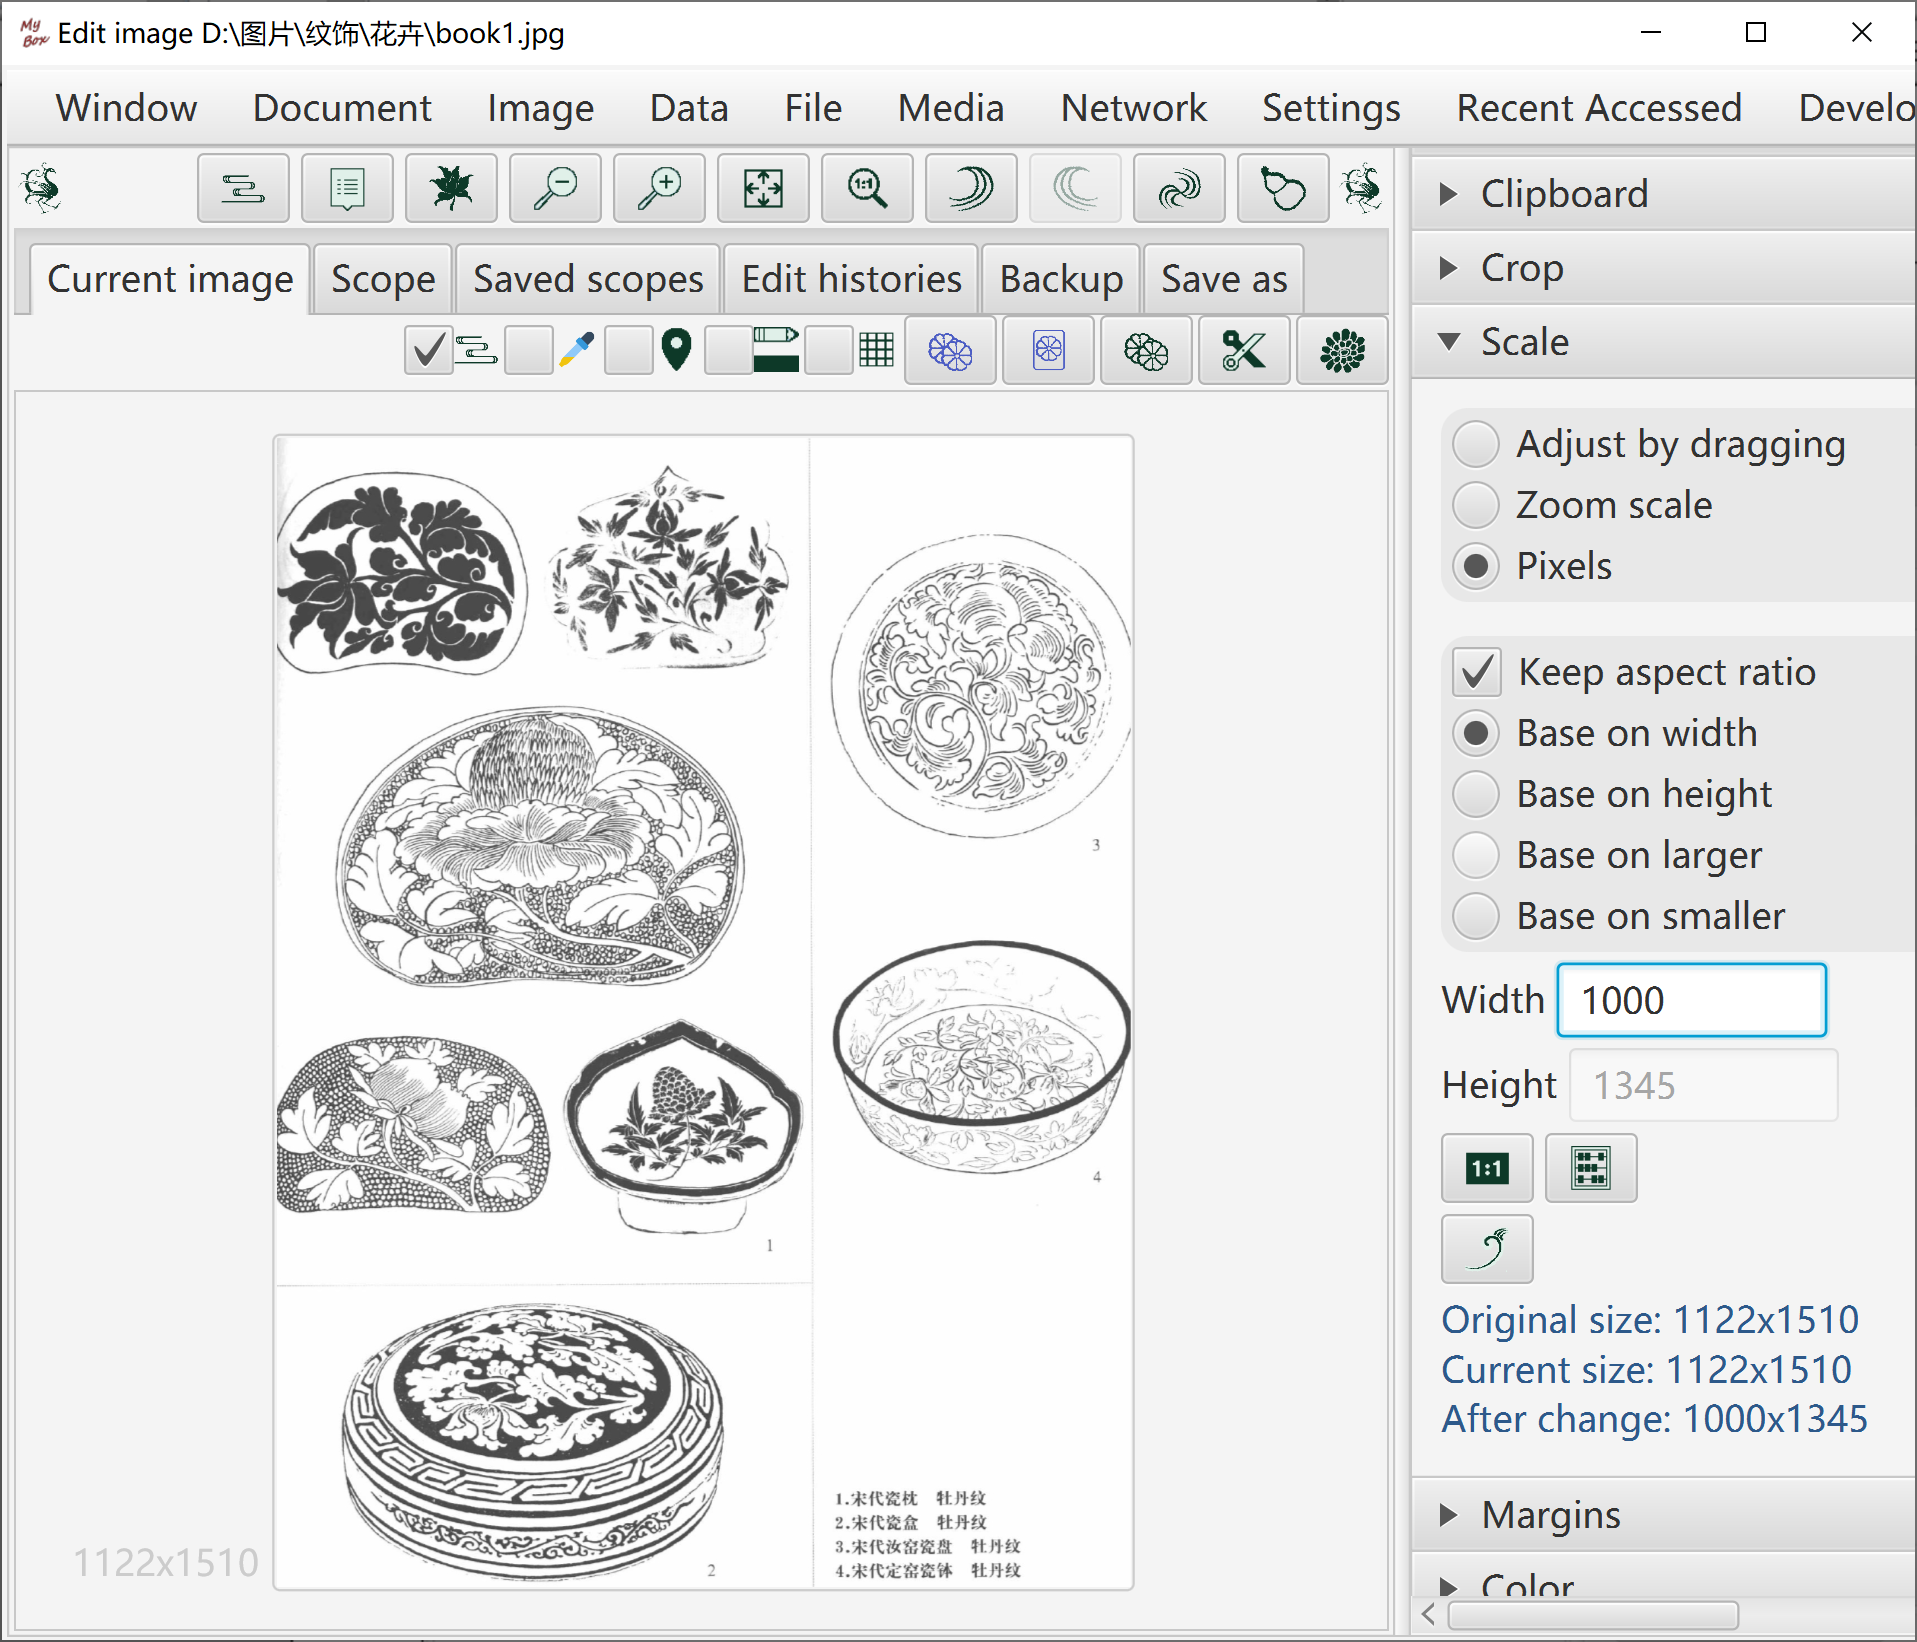 My Box Edit image D:\图片\纹饰\花卉\book1.jpg
Window Document Image Data File Media Network Settings Recent Accessed Develo
1:1
Current image Scope Saved scopes Edit histories Backup Save as
3
4
1
2
1.宋代瓷枕 牡丹纹
2.宋代瓷盒 牡丹纹
3.宋代汝窑瓷盘 牡丹纹
4.宋代定窑瓷钵 牡丹纹
1122x1510
Clipboard
Crop
Scale
Adjust by dragging
Zoom scale
Pixels
Keep aspect ratio
Base on width
Base on height
Base on larger
Base on smaller
Width 1000
Height 1345
1:1
Original size: 1122x1510
Current size: 1122x1510
After change: 1000x1345
Margins
Color